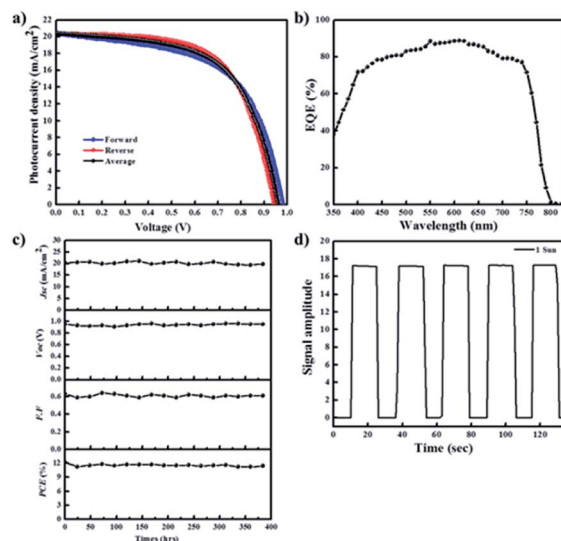 a)
Photocurrent density (mA/cm²)
22
20
18
16
14
12
10
8
6
4
2
0
0.0 0.1 0.2 0.3 0.4 0.5 0.6 0.7 0.8 0.9 1.0
Voltage (V)
Forward
Reverse
Average
b)
EQE (%)
100
80
60
40
20
0
350 400 450 500 550 600 650 700 750 800
Wavelength (nm)
c)
Jsc (mA/cm²)
30
25
20
15
10
5
0
Voc (V)
1.0
0.8
0.6
0.4
0.2
0.0
F.F
0.8
0.6
0.4
0.2
0.0
PCE (%)
12
9
6
3
0
0 50 100 150 200 250 300 350 400
Times (hrs)
d)
Signal amplitude
18
16
14
12
10
8
6
4
2
0
0 20 40 60 80 100 120
Time (sec)
1 Sun